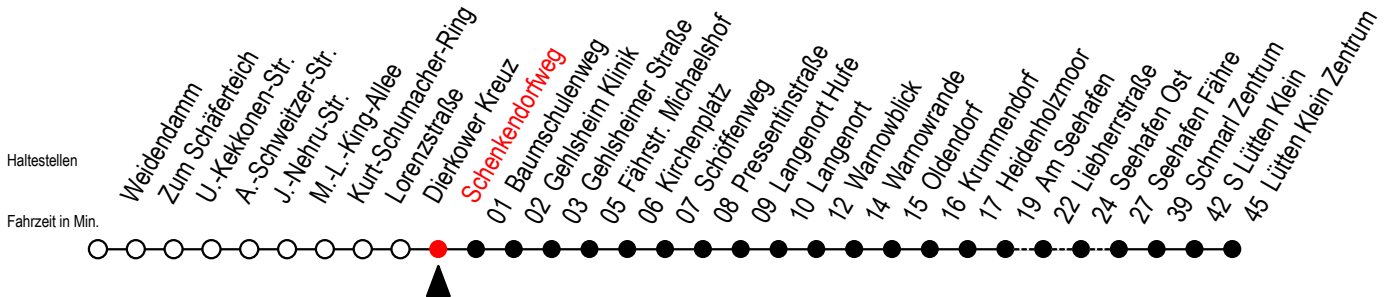 Haltestellen
Fahrzeit in Min.
Weidendamm
Zum Schäferteich
U.-Kekkonen-Str.
A.-Schweitzer-Str.
J.-Nehru-Str.
M.-L.-King-Allee
Kurt-Schumacher-Ring
Lorenzstraße
Dierkower Kreuz
Schenkendorfweg
01 Baumschulenweg
02 Gehlsheim Klinik
03 Gehlsheimer Straße
05 Fährstr. Michaelshof
06 Kirchenplatz
07 Schöffenweg
08 Pressentinstraße
09 Langenort Hufe
10 Langenort
12 Warnowblick
14 Warnowrande
15 Oldendorf
16 Krummendorf
17 Heidenholzmoor
19 Am Seehafen
22 Liebherrstraße
24 Seehafen Ost
27 Seehafen Fähre
39 Schmarl Zentrum
42 S Lütten Klein
45 Lütten Klein Zentrum